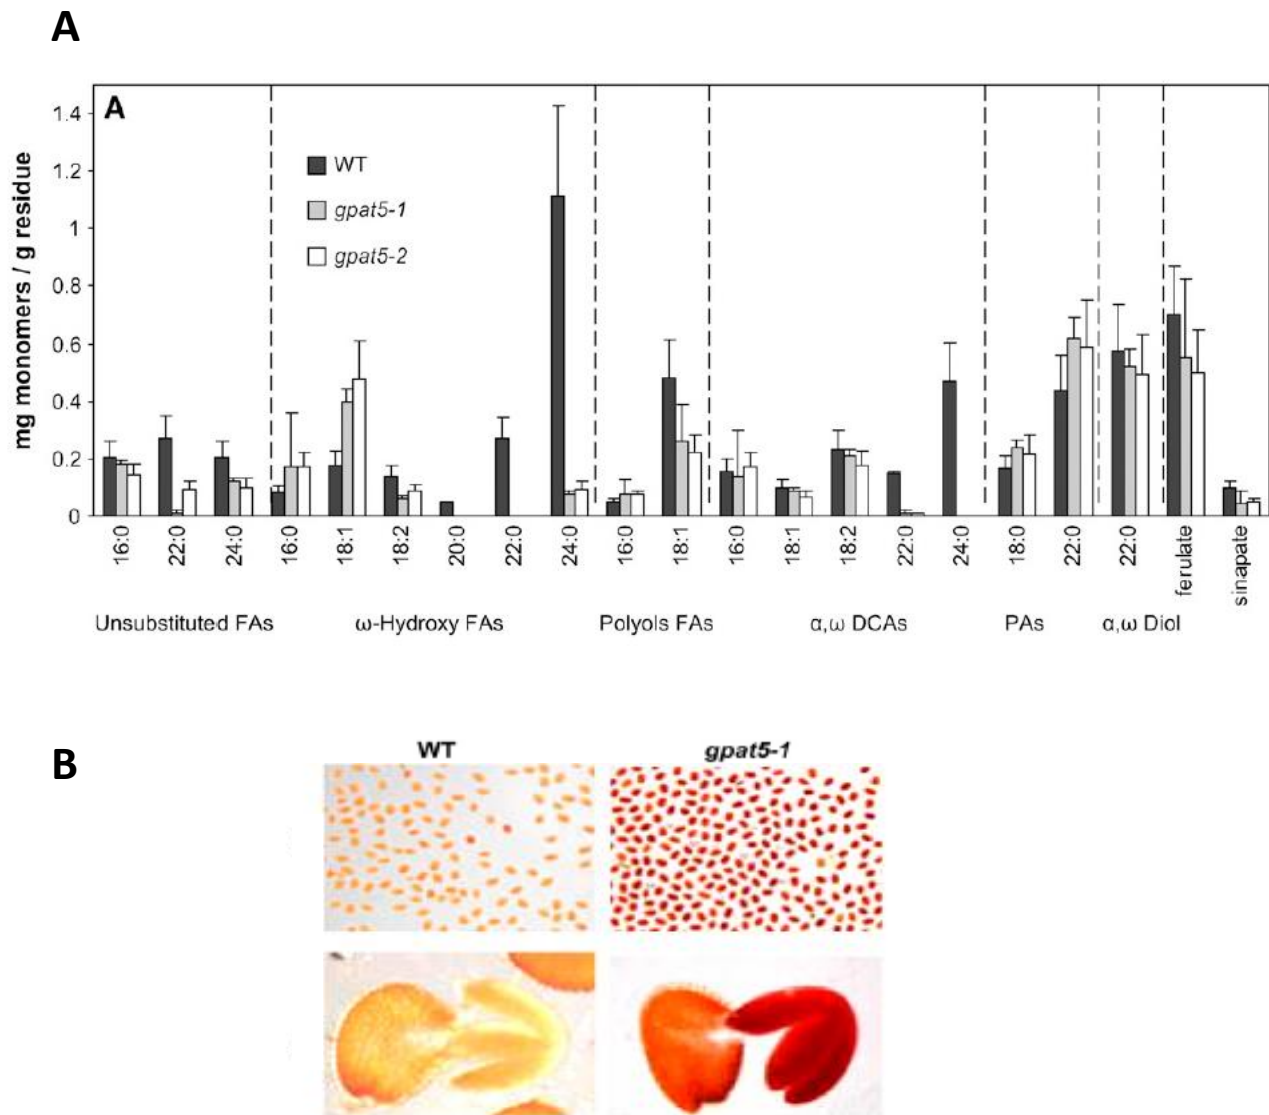 A
A
mg monomers / g residue
1.4
1.2
1
0.8
0.6
0.4
0.2
0
WT
gpat5-1
gpat5-2
16:0 22:0 24:0 16:0 18:1 18:2 20:0 22:0 24:0 16:0 18:1 16:0 18:1 18:2 22:0 24:0 18:0 22:0 22:0 ferulate sinapate
Unsubstituted FAs ω-Hydroxy FAs Polyols FAs α,ω DCAs PAs α,ω Diol
B
WT gpat5-1